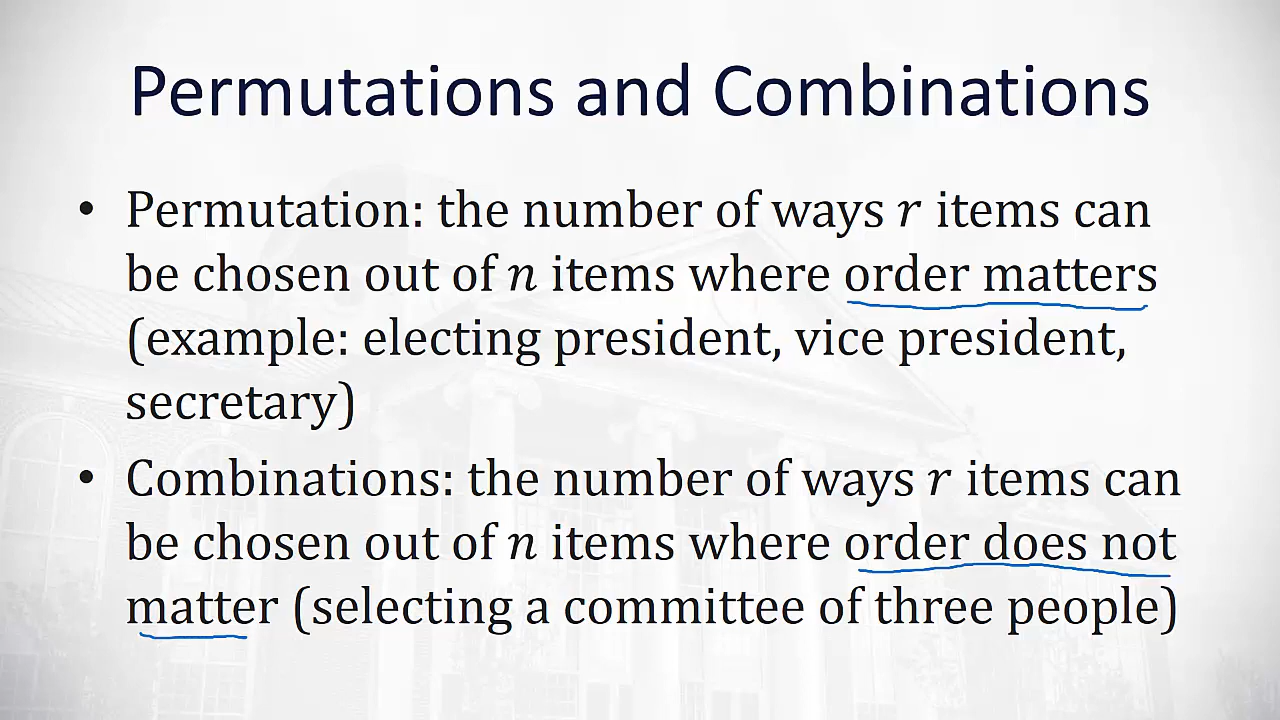 Permutations and Combinations
• Permutation: the number of ways r items can
be chosen out of n items where order matters
(example: electing president, vice president,
secretary)
• Combinations: the number of ways r items can
be chosen out of n items where order does not
matter (selecting a committee of three people)